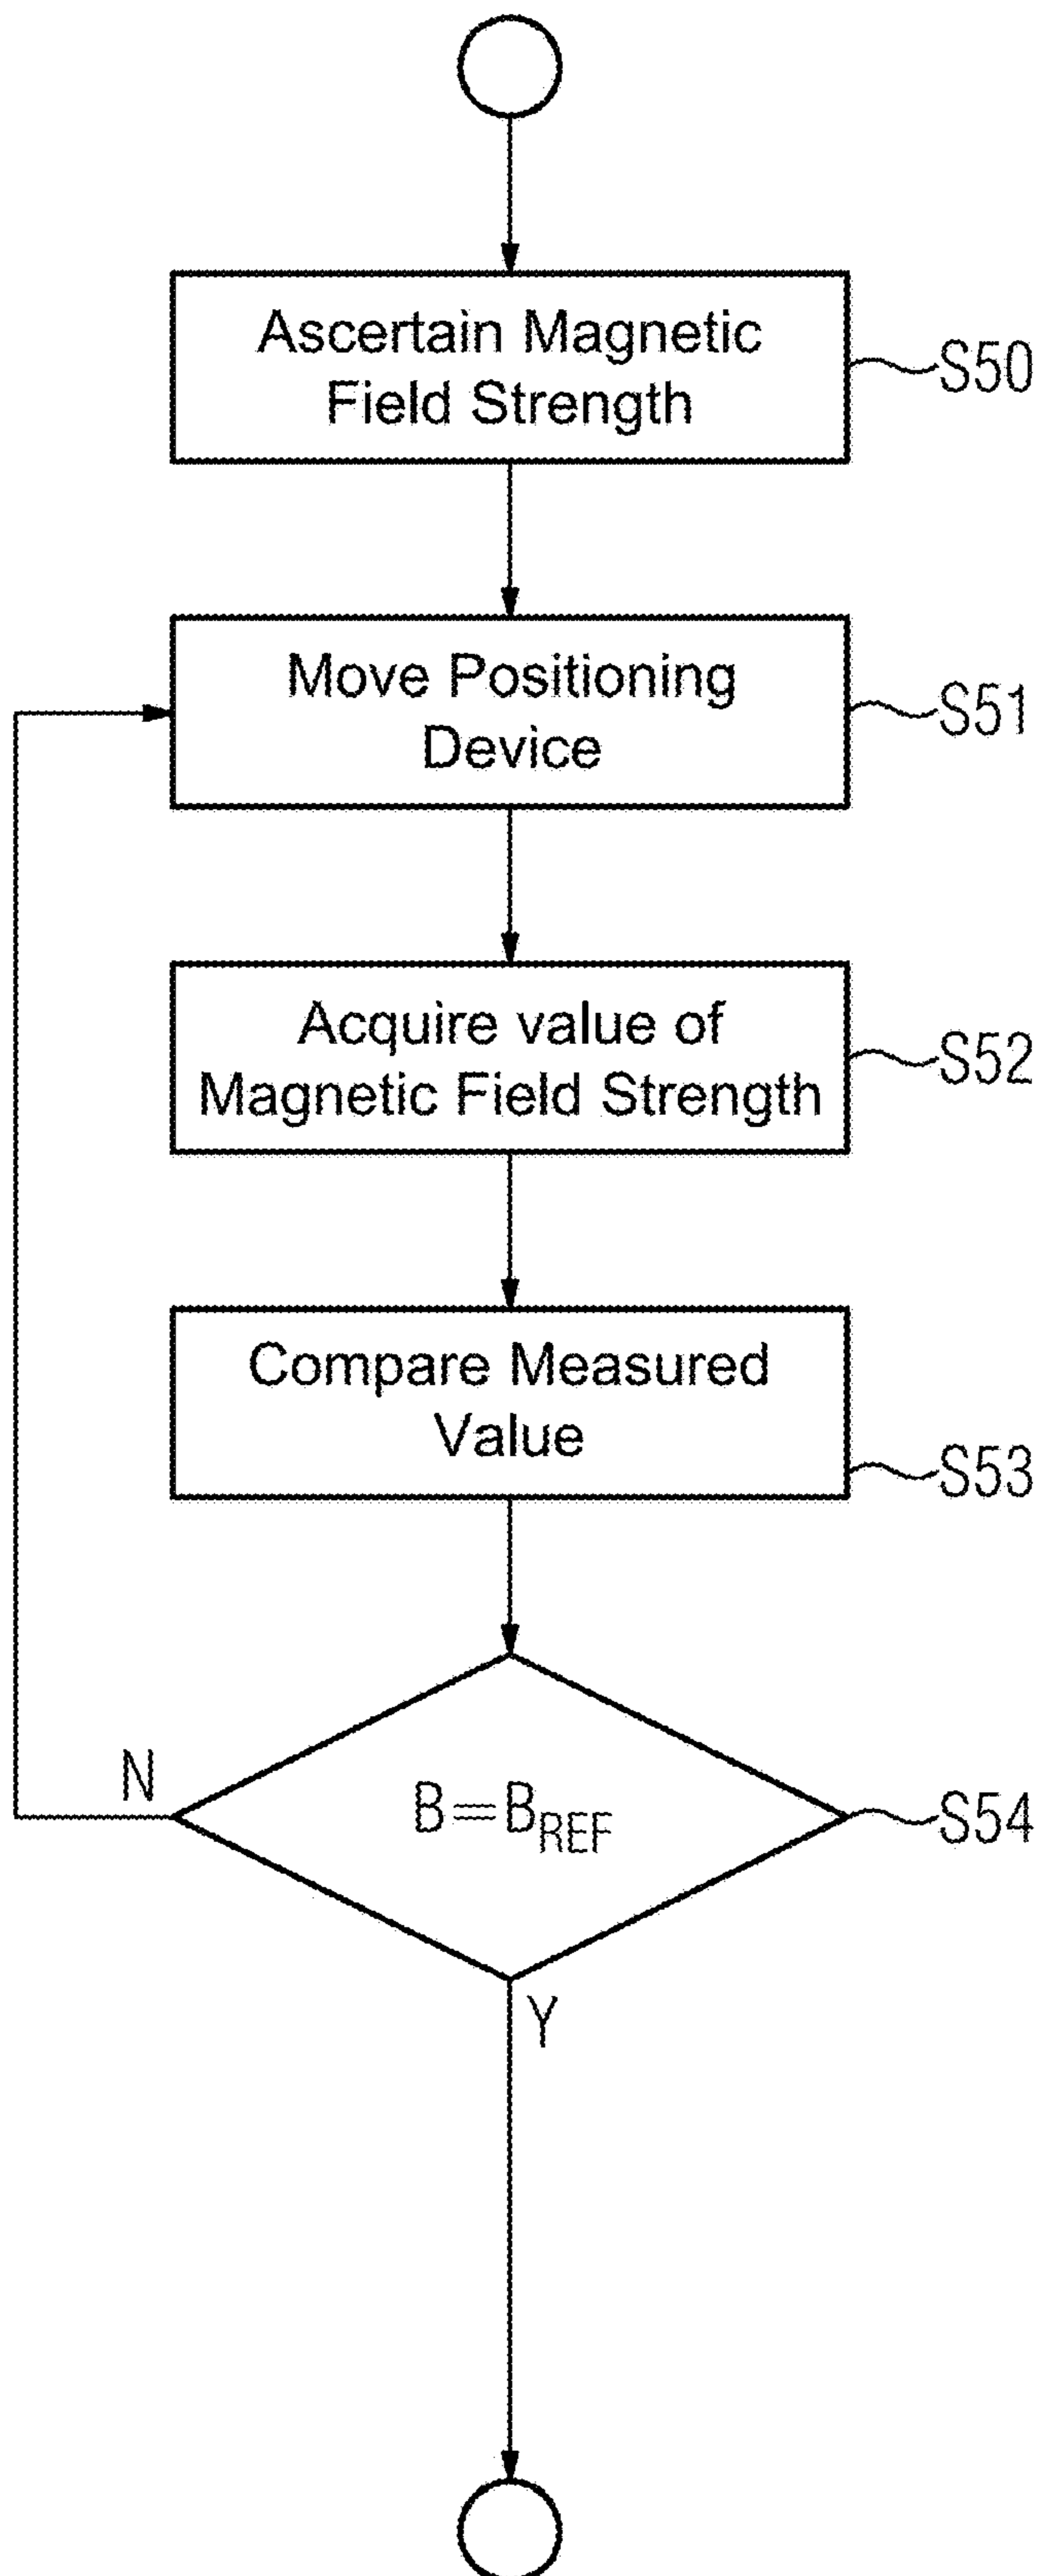 Ascertain Magnetic
Field Strength
S50
Move Positioning
Device
S51
Acquire value of
Magnetic Field Strength
S52
Compare Measured
Value
S53
N
B=B_REF
S54
Y